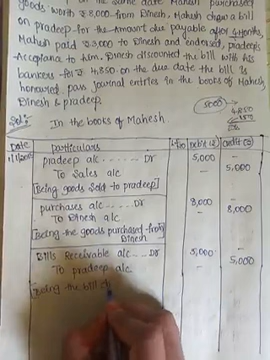 on the same date Mahesh purchased
goods worth ₹8,000 from Dinesh, Mahesh drew a bill
on pradeep for the Amount due payable after 4 Months,
Mahesh paid ₹3,000 to Dinesh and endorsed, pradeep's
Acceptance to him, Dinesh discounted the bill with his
bankers for ₹ 4,850 on the due date the bill is
honoured. pass journal entries in the books of Mahesh,
Dinesh & pradeep.
5000
4,850
150
Sol:-
In the books of Mahesh
Date particulars Debit (₹) Credit (₹)
pradeep a/c ...... Dr 5,000 -
To Sales a/c - 5,000
[Being goods Sold to pradeep]
purchases a/c ...... Dr 8,000 -
To Dinesh a/c - 8,000
[Being the goods purchased from
Dinesh]
Bills Receivable a/c ... Dr 5,000 -
To pradeep a/c - 5,000
[Being the bill